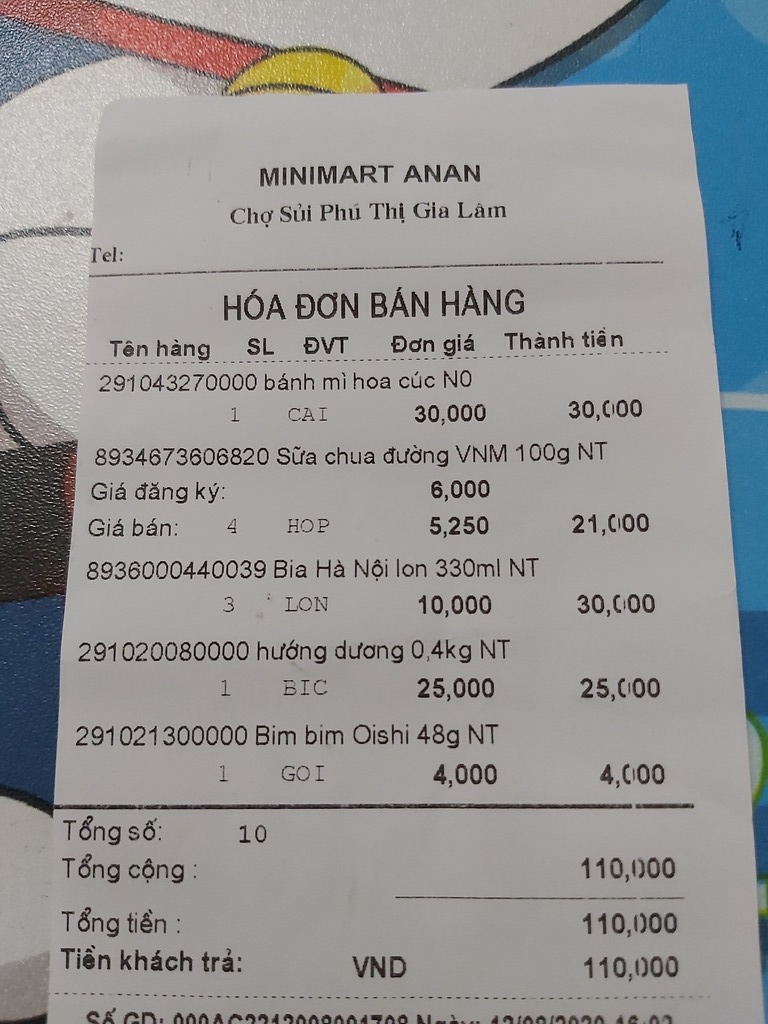 MINIMART ANAN
Chợ Sủi Phú Thị Gia Lâm
Tel:
HÓA ĐƠN BÁN HÀNG
Tên hàng SL ĐVT Đơn giá Thành tiền
291043270000 bánh mì hoa cúc N0
1 CAI 30,000 30,000
8934673606820 Sữa chua đường VNM 100g NT
Giá đăng ký: 6,000
Giá bán: 4 HOP 5,250 21,000
8936000440039 Bia Hà Nội lon 330ml NT
3 LON 10,000 30,000
291020080000 hướng dương 0,4kg NT
1 BIC 25,000 25,000
291021300000 Bim bim Oishi 48g NT
1 GOI 4,000 4,000
Tổng số: 10
Tổng cộng : 110,000
Tổng tiền : 110,000
Tiền khách trả: VND 110,000
Số GD: Ngày: